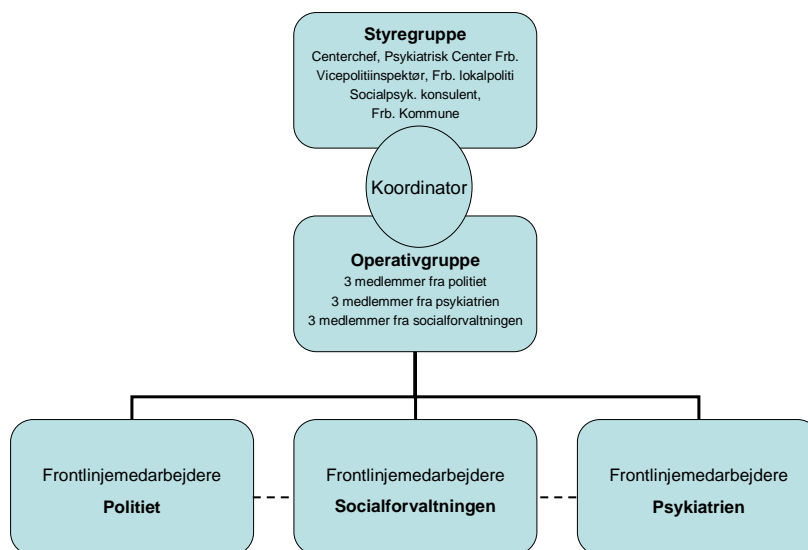 Styregruppe
Centerchef, Psykiatrisk Center Frb.
Vicepolitiinspektør, Frb. lokalpoliti
Socialpsyk. konsulent,
Frb. Kommune
Koordinator
Operativgruppe
3 medlemmer fra politiet
3 medlemmer fra psykiatrien
3 medlemmer fra socialforvaltningen
Frontlinjemedarbejdere
Politiet
Frontlinjemedarbejdere
Socialforvaltningen
Frontlinjemedarbejdere
Psykiatrien